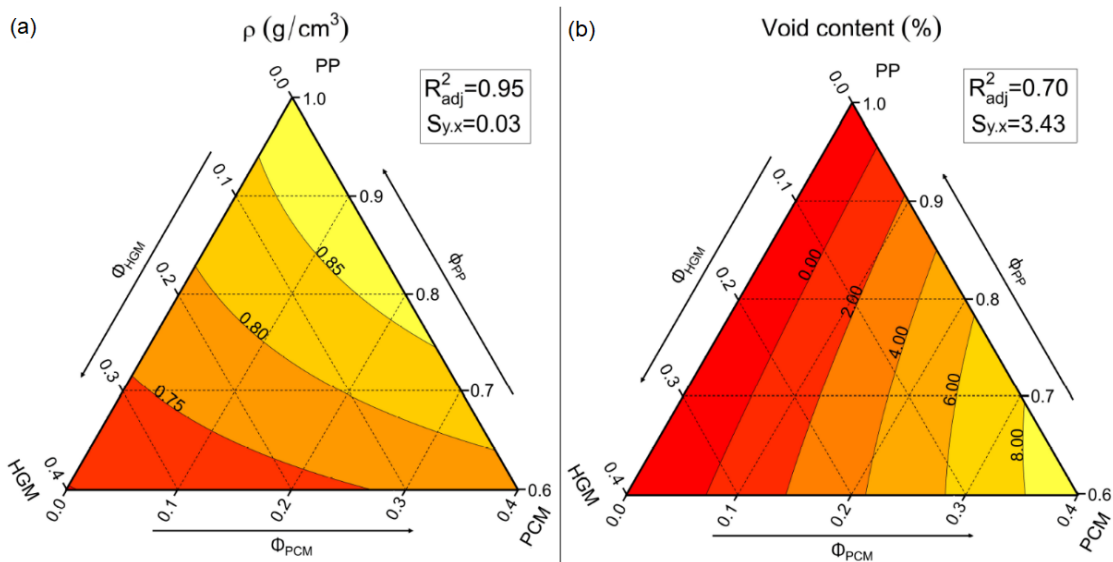 (a)
ρ (g/cm³)
PP
0.0
1.0
R²adj=0.95
Sy.x=0.03
0.1
0.9
ΦHGM
ϕPP
0.85
0.2
0.8
0.80
0.3
0.7
0.75
HGM
0.4
0.6
0.0
0.1
0.2
0.3
0.4
PCM
ΦPCM
(b)
Void content (%)
PP
0.0
1.0
R²adj=0.70
Sy.x=3.43
0.1
0.9
ΦHGM
ϕPP
0.00
0.2
0.8
2.00
4.00
0.3
0.7
6.00
8.00
HGM
0.4
0.6
0.0
0.1
0.2
0.3
0.4
PCM
ΦPCM